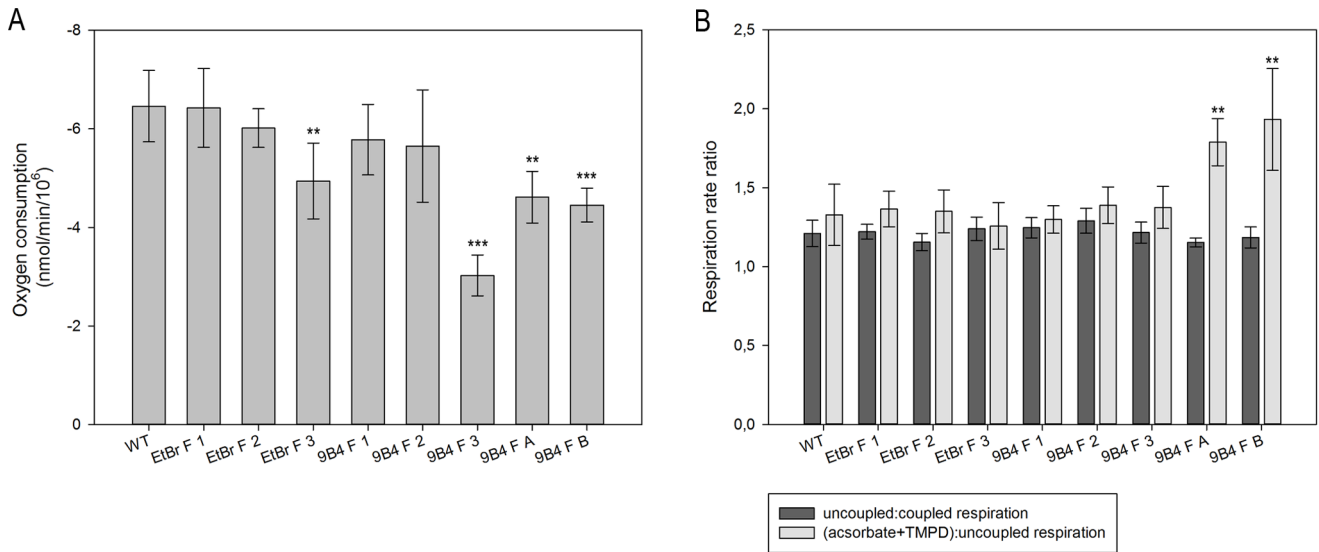 A
Oxygen consumption
(nmol/min/10⁶)
-8
-6
-4
-2
0
**
***
**
***
WT
EtBr F 1
EtBr F 2
EtBr F 3
9B4 F 1
9B4 F 2
9B4 F 3
9B4 F A
9B4 F B
B
Respiration rate ratio
2,5
2,0
1,5
1,0
0,5
0,0
**
**
WT
EtBr F 1
EtBr F 2
EtBr F 3
9B4 F 1
9B4 F 2
9B4 F 3
9B4 F A
9B4 F B
uncoupled:coupled respiration
(acsorbate+TMPD):uncoupled respiration